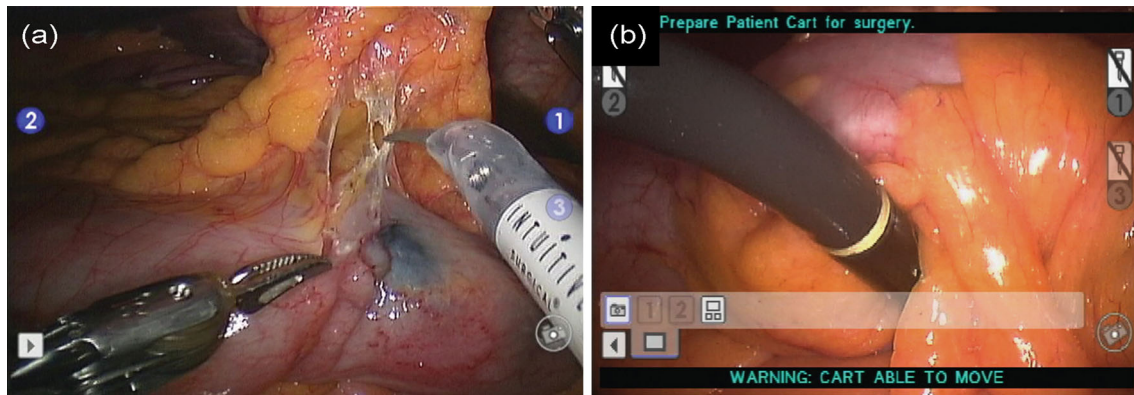 (a)
2
1
3
INTUITIVE
SURGICAL®
(b)
Prepare Patient Cart for surgery.
2
1
3
1 2
WARNING: CART ABLE TO MOVE